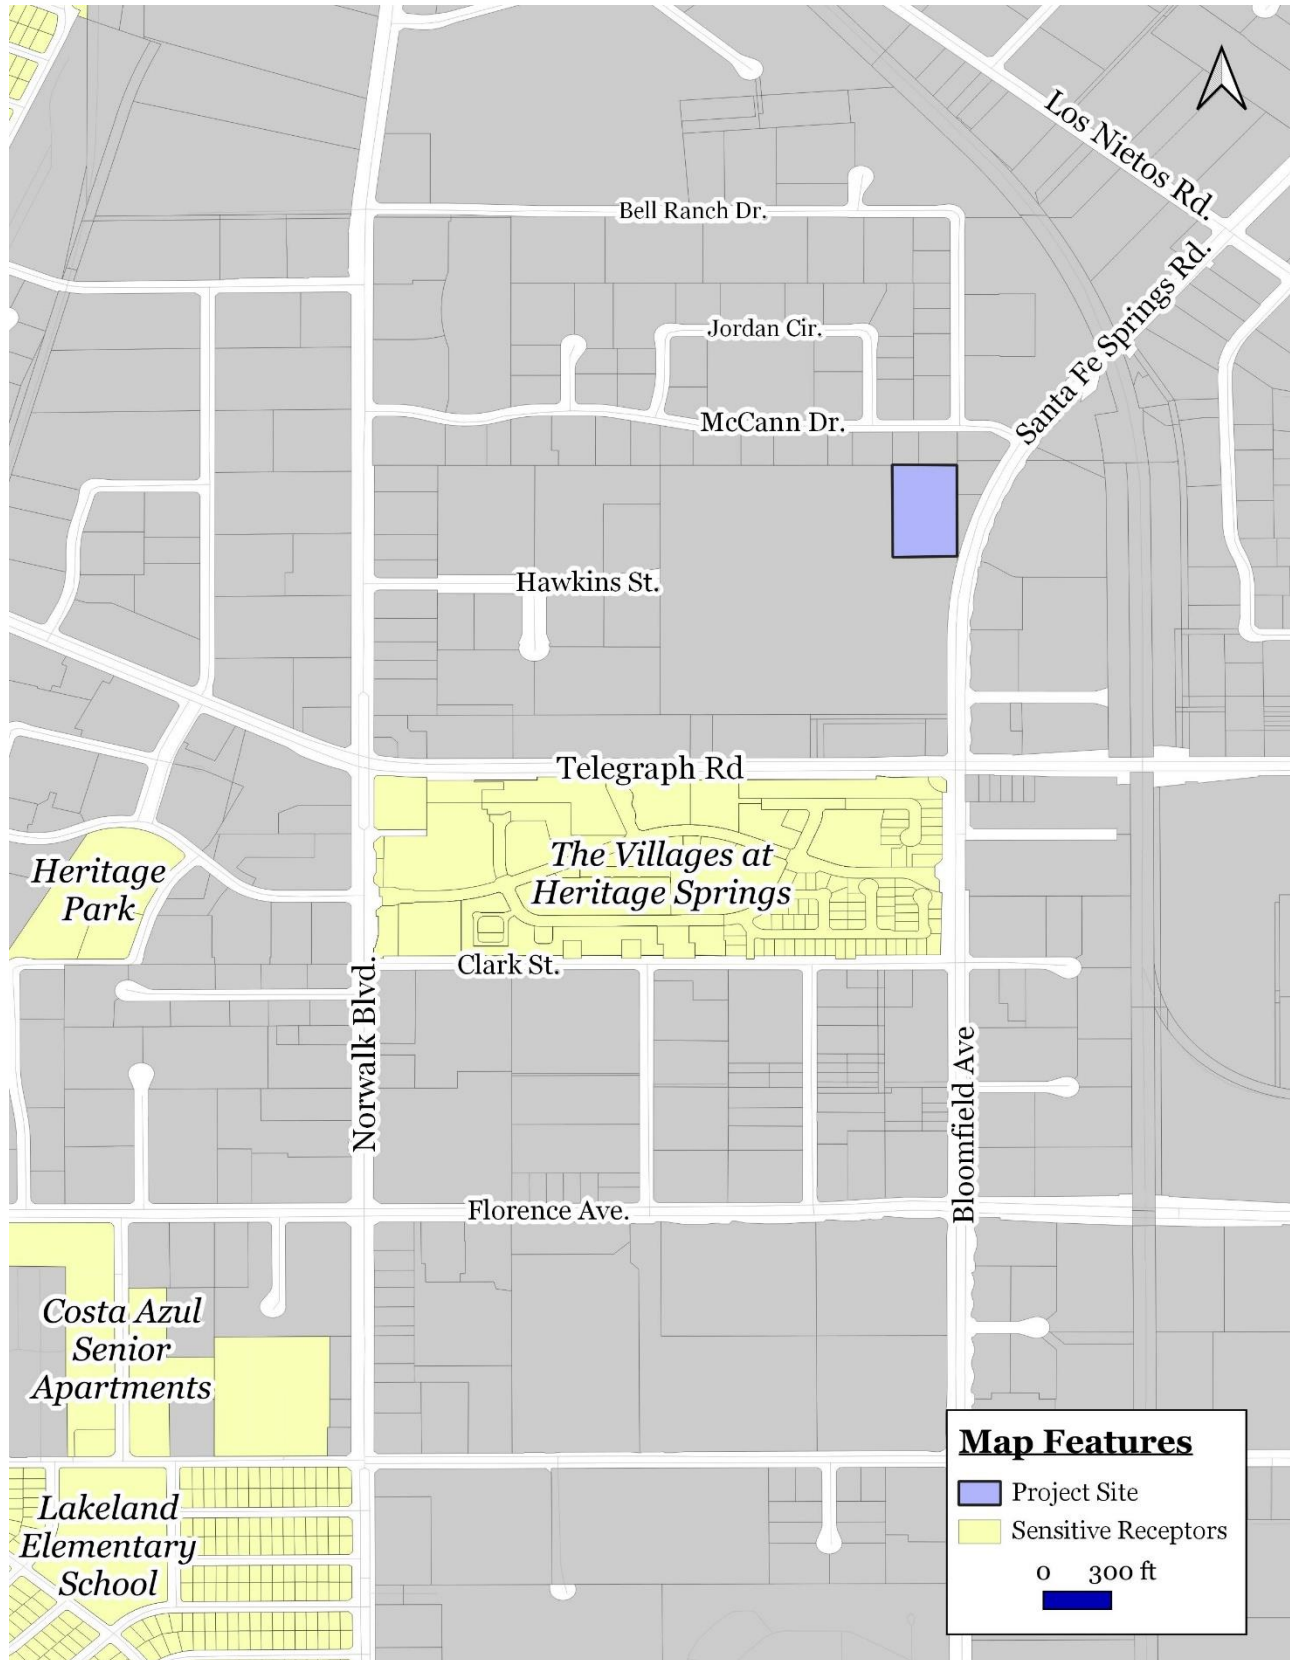 Los Nietos Rd.
Bell Ranch Dr.
Santa Fe Springs Rd.
Jordan Cir.
McCann Dr.
Hawkins St.
Telegraph Rd
The Villages at
Heritage Springs
Heritage
Park
Clark St.
Norwalk Blvd.
Bloomfield Ave
Florence Ave.
Costa Azul
Senior
Apartments
Lakeland
Elementary
School
Map Features
Project Site
Sensitive Receptors
0 300 ft